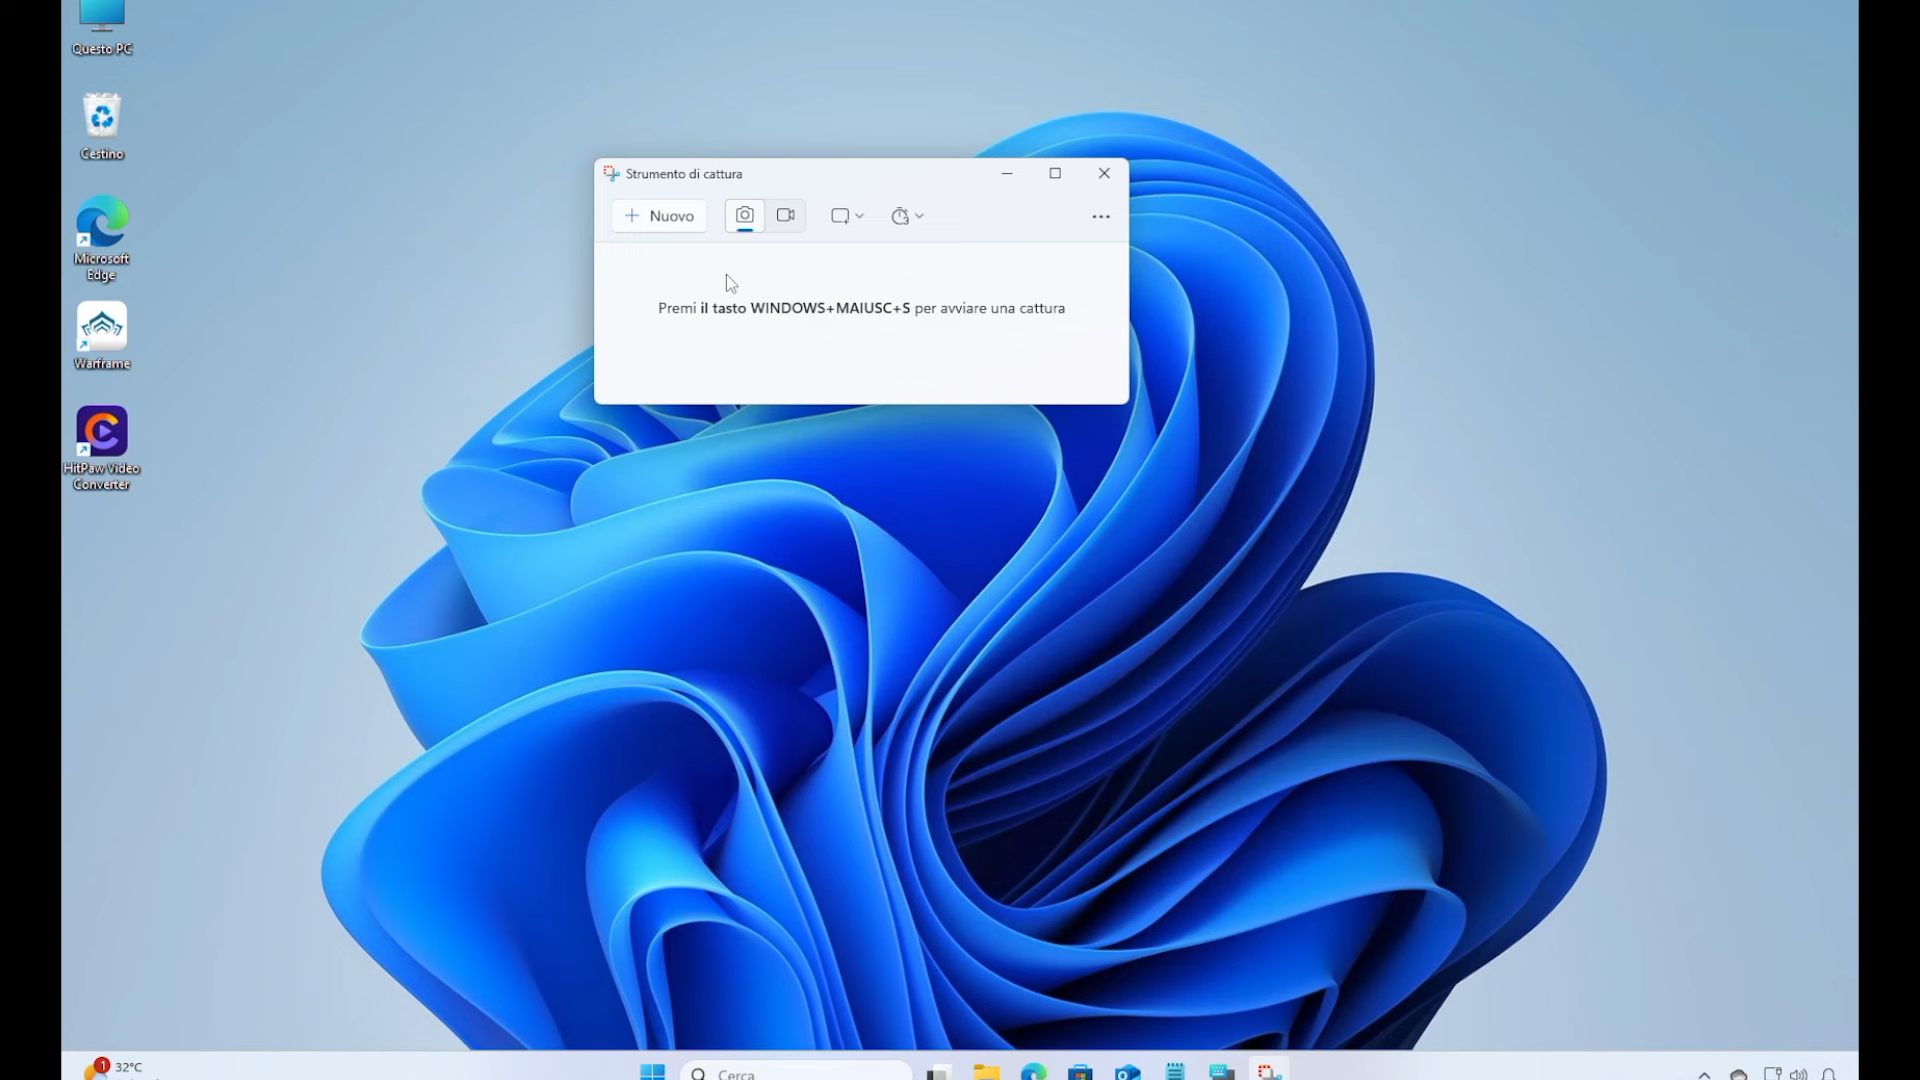 Questo PC
Cestino
Microsoft
Edge
Warframe
HitPaw Video
Converter
Strumento di cattura
Nuovo
Premi il tasto WINDOWS+MAIUSC+S per avviare una cattura
1
32°C
Cerca